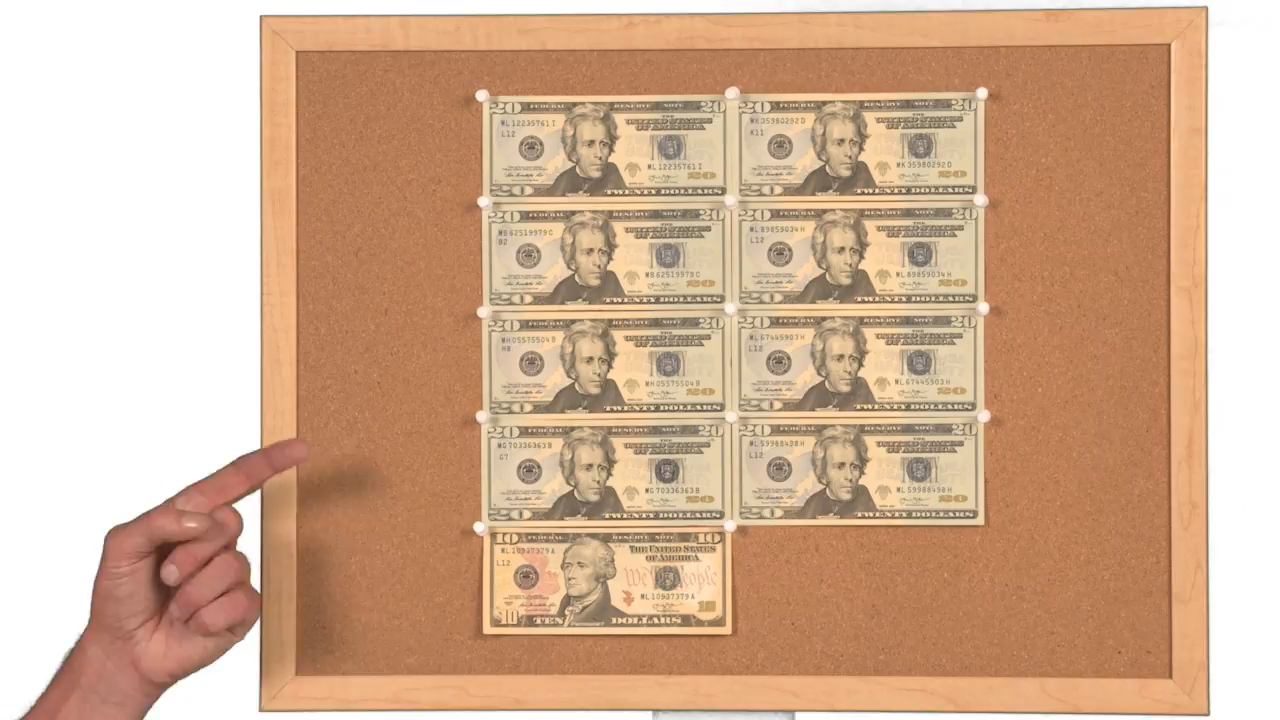 20 FEDERAL RESERVE NOTE 20
THE
UNITED STATES
OF AMERICA
ML 12235761 I
L12
ML 12235761 I
20
20 TWENTY DOLLARS
20 FEDERAL RESERVE NOTE 20
THE
UNITED STATES
OF AMERICA
MK 35980292 D
K11
MK 35980292 D
20
20 TWENTY DOLLARS
20 FEDERAL RESERVE NOTE 20
THE
UNITED STATES
OF AMERICA
MB 62519979 C
B2
MB 62519979 C
20
20 TWENTY DOLLARS
20 FEDERAL RESERVE NOTE 20
THE
UNITED STATES
OF AMERICA
ML 89859034 H
L12
ML 89859034 H
20
20 TWENTY DOLLARS
20 FEDERAL RESERVE NOTE 20
THE
UNITED STATES
OF AMERICA
MH 05575504 B
H8
MH 05575504 B
20
20 TWENTY DOLLARS
20 FEDERAL RESERVE NOTE 20
THE
UNITED STATES
OF AMERICA
ML 67445903 H
L12
ML 67445903 H
20
20 TWENTY DOLLARS
20 FEDERAL RESERVE NOTE 20
THE
UNITED STATES
OF AMERICA
MG 70336363 B
G7
MG 70336363 B
20
20 TWENTY DOLLARS
20 FEDERAL RESERVE NOTE 20
THE
UNITED STATES
OF AMERICA
ML 59988498 H
L12
ML 59988498 H
20
20 TWENTY DOLLARS
10 FEDERAL RESERVE NOTE 10
ML 10937379 A
THE UNITED STATES
OF AMERICA
L12
We the People
ML 10937379 A
10
10 TEN DOLLARS